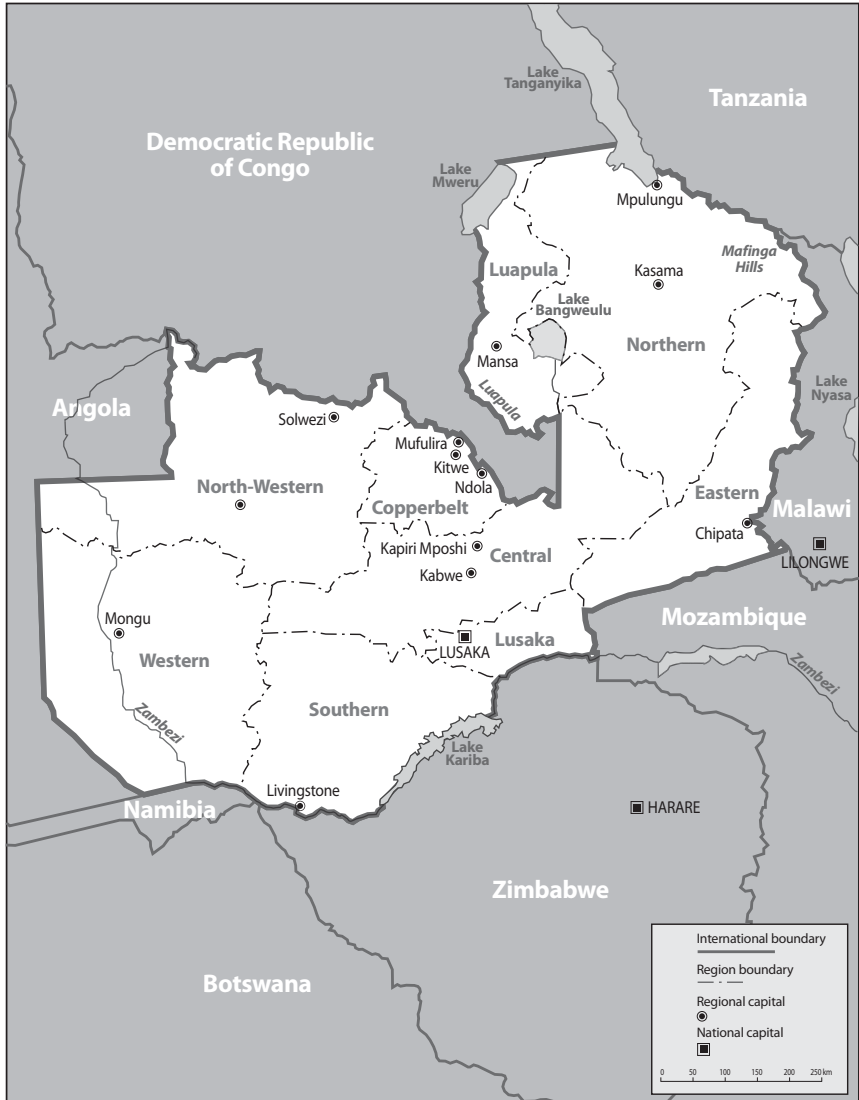 Lake
Tanganyika
Tanzania
Democratic Republic
of Congo
Lake
Mweru
Mpulungu
Mafinga
Hills
Luapula
Kasama
Lake
Bangweulu
Northern
Mansa
Luapula
Lake
Nyasa
Angola
Solwezi
Mufulira
Kitwe
Ndola
North-Western
Copperbelt
Eastern
Malawi
Chipata
Kapiri Mposhi
Central
Kabwe
LILONGWE
Mozambique
Mongu
LUSAKA
Lusaka
Western
Zambezi
Southern
Zambezi
Lake
Kariba
Livingstone
Namibia
HARARE
Zimbabwe
Botswana
International boundary
Region boundary
Regional capital
National capital
0 50 100 150 200 250 km